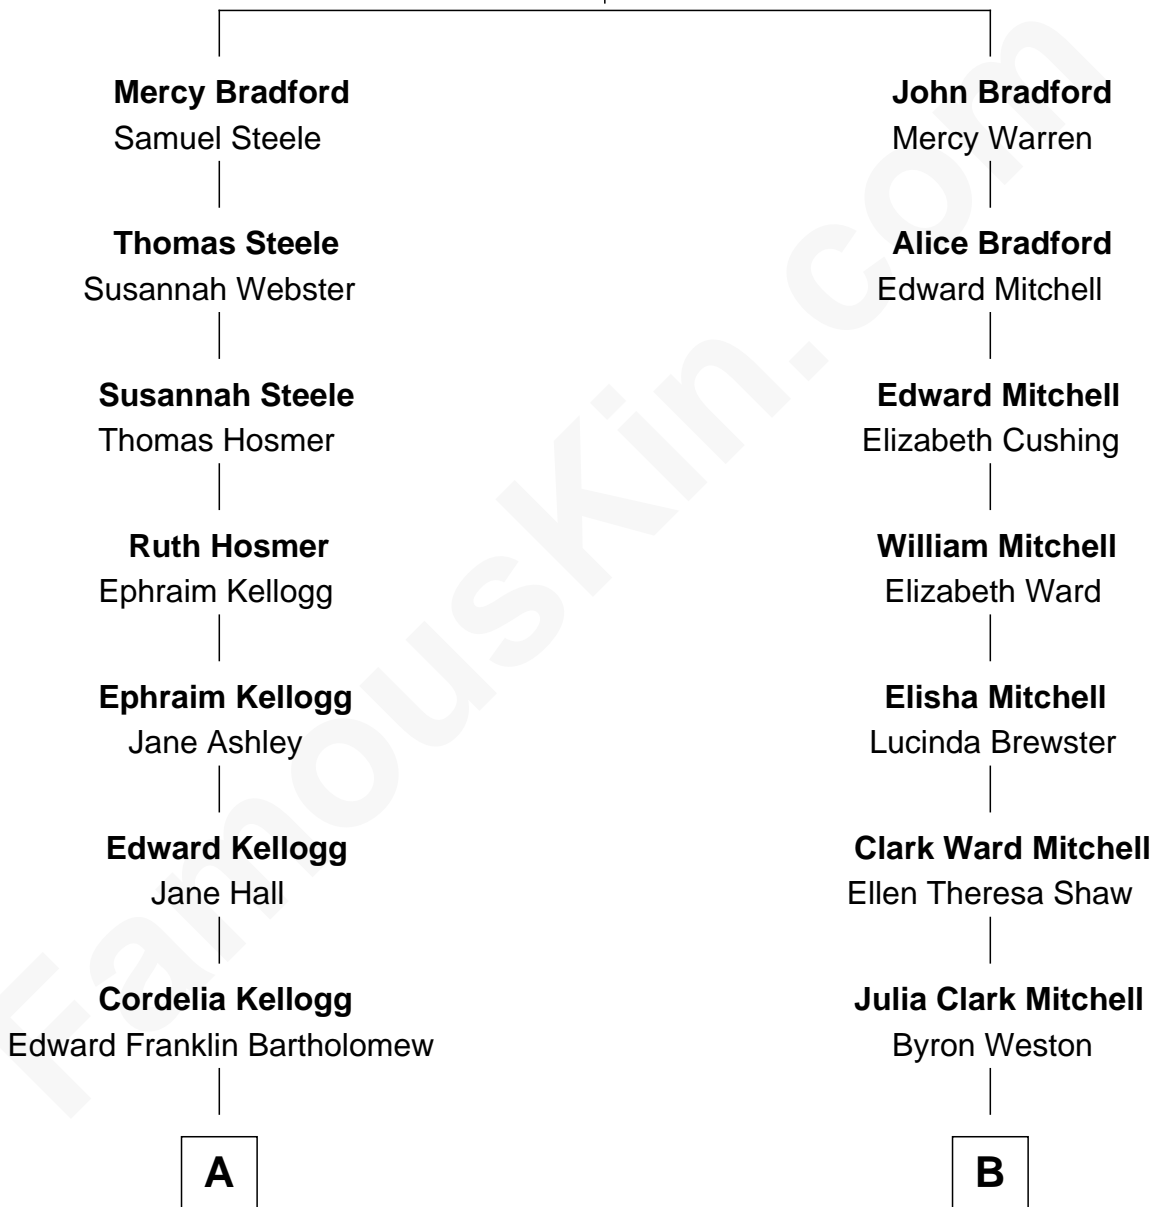 Mercy Bradford
Samuel Steele
Thomas Steele
Susannah Webster
Susannah Steele
Thomas Hosmer
Ruth Hosmer
Ephraim Kellogg
Ephraim Kellogg
Jane Ashley
Edward Kellogg
Jane Hall
Cordelia Kellogg
Edward Franklin Bartholomew
A
John Bradford
Mercy Warren
Alice Bradford
Edward Mitchell
Edward Mitchell
Elizabeth Cushing
William Mitchell
Elizabeth Ward
Elisha Mitchell
Lucinda Brewster
Clark Ward Mitchell
Ellen Theresa Shaw
Julia Clark Mitchell
Byron Weston
B
FamousKin.com